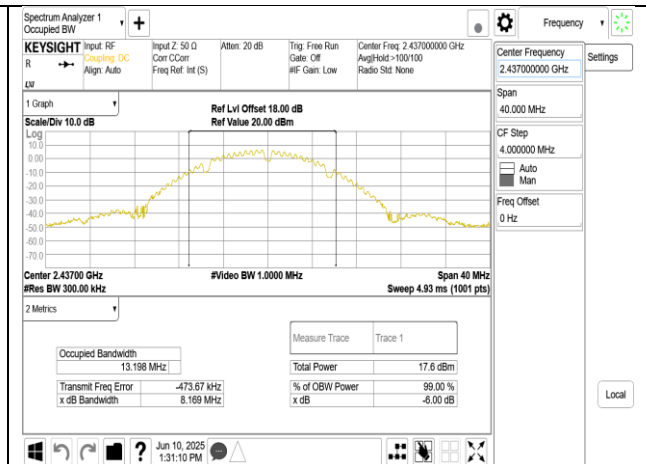 Spectrum Analyzer 1
Occupied BW
Frequency
KEYSIGHT
R
Input: RF
Coupling: DC
Align: Auto
Input Z: 50 Ω
Corr CCorr
Freq Ref: Int (S)
Atten: 20 dB
Trig: Free Run
Gate: Off
#IF Gain: Low
Center Freq: 2.437000000 GHz
Avg|Hold:>100/100
Radio Std: None
Center Frequency
2.437000000 GHz
Settings
Span
40.000 MHz
CF Step
4.000000 MHz
Auto
Man
Freq Offset
0 Hz
Local
1 Graph
Scale/Div 10.0 dB
Ref Lvl Offset 18.00 dB
Ref Value 20.00 dBm
Log
10.0
0.00
-10.0
-20.0
-30.0
-40.0
-50.0
-60.0
-70.0
Center 2.43700 GHz
#Res BW 300.00 kHz
#Video BW 1.0000 MHz
Span 40 MHz
Sweep 4.93 ms (1001 pts)
2 Metrics
Measure Trace Trace 1
Occupied Bandwidth
13.198 MHz
Total Power 17.6 dBm
Transmit Freq Error -473.67 kHz
% of OBW Power 99.00 %
x dB Bandwidth 8.169 MHz
x dB -6.00 dB
Jun 10, 2025
1:31:10 PM